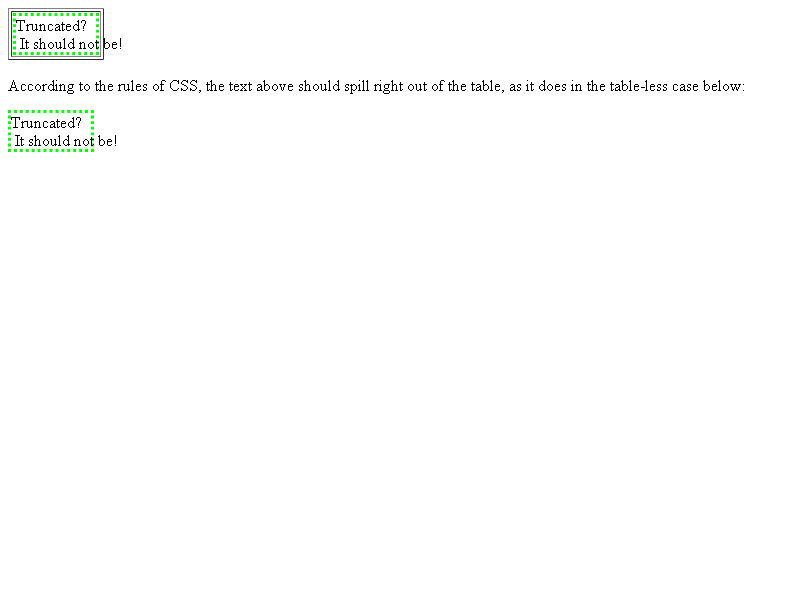 Truncated?
It should not be!
According to the rules of CSS, the text above should spill right out of the table, as it does in the table-less case below:
Truncated?
It should not be!